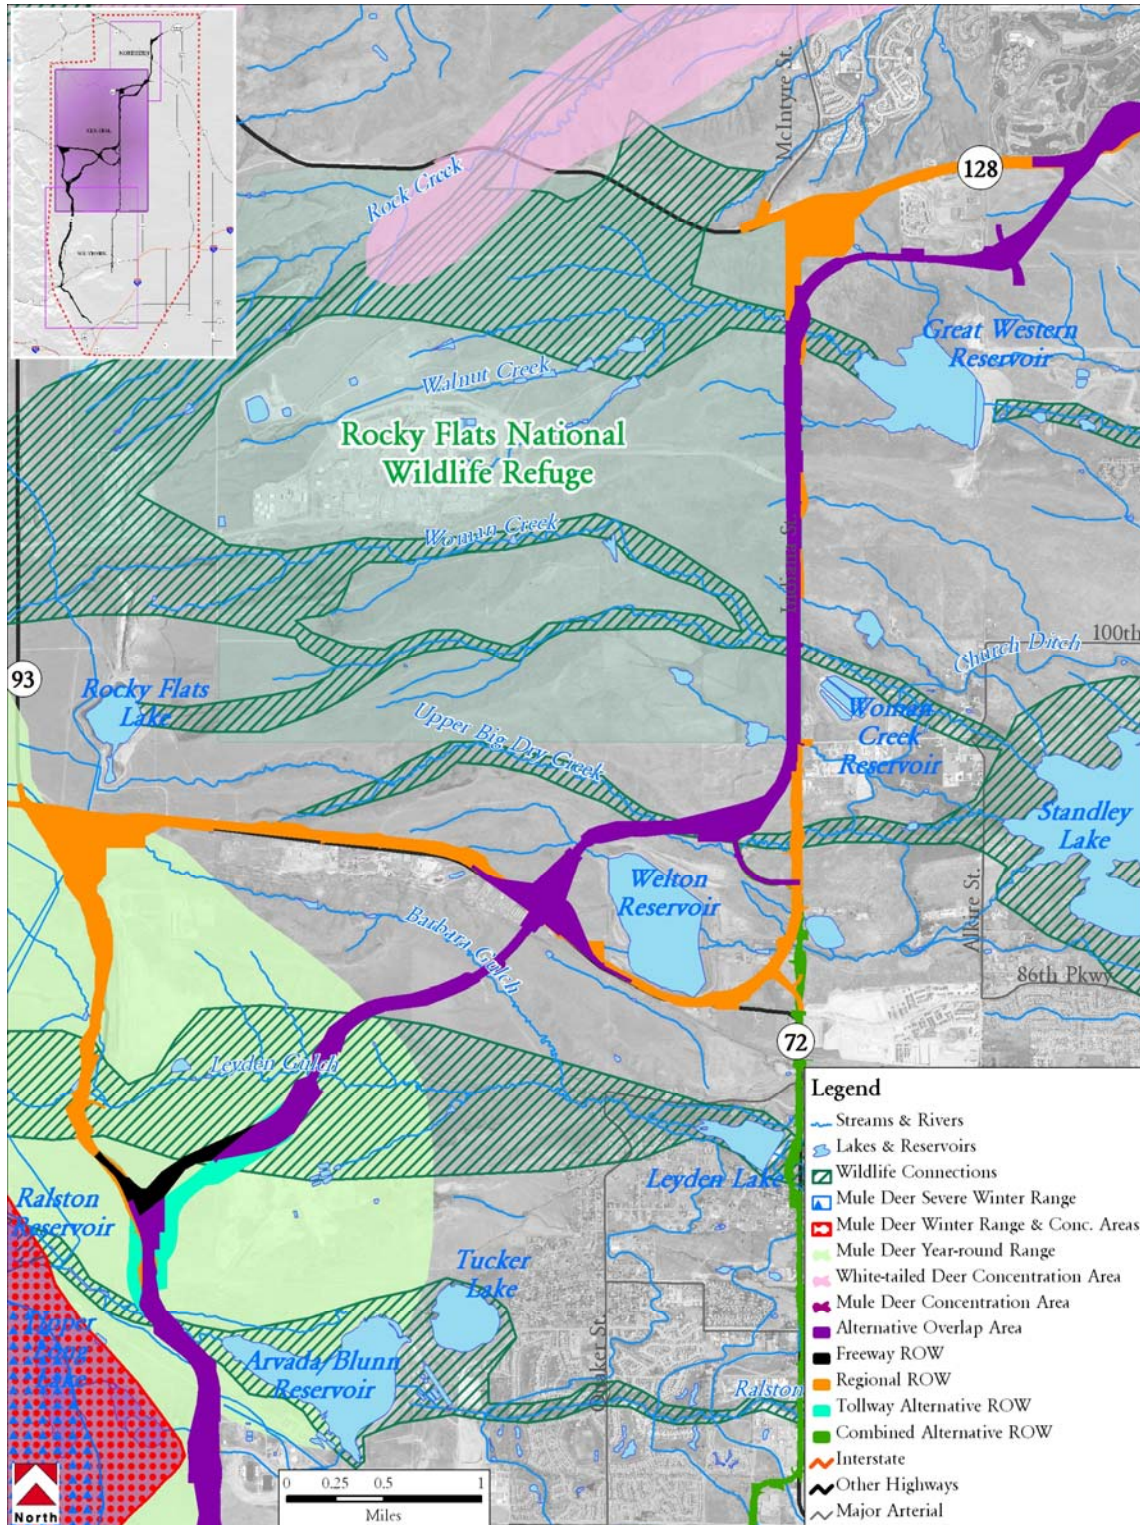 NORTHERN
CENTRAL
SOUTHERN
McIntyre St.
128
Rock Creek
Great Western
Reservoir
Walnut Creek
Rocky Flats National
Wildlife Refuge
Woman Creek
Indiana St.
100th
Church Ditch
93
Rocky Flats
Lake
Woman
Creek
Reservoir
Upper Big Dry Creek
Standley
Lake
Welton
Reservoir
Alkire St.
Barbara Gulch
86th Pkwy
72
Leyden Gulch
Leyden Lake
Ralston
Reservoir
Tucker
Lake
Upper
Long
Lake
Quaker St.
Arvada/Blunn
Reservoir
Ralston
Legend
Streams & Rivers
Lakes & Reservoirs
Wildlife Connections
Mule Deer Severe Winter Range
Mule Deer Winter Range & Conc. Areas
Mule Deer Year-round Range
White-tailed Deer Concentration Area
Mule Deer Concentration Area
Alternative Overlap Area
Freeway ROW
Regional ROW
Tollway Alternative ROW
Combined Alternative ROW
Interstate
Other Highways
Major Arterial
0 0.25 0.5 1
Miles
North